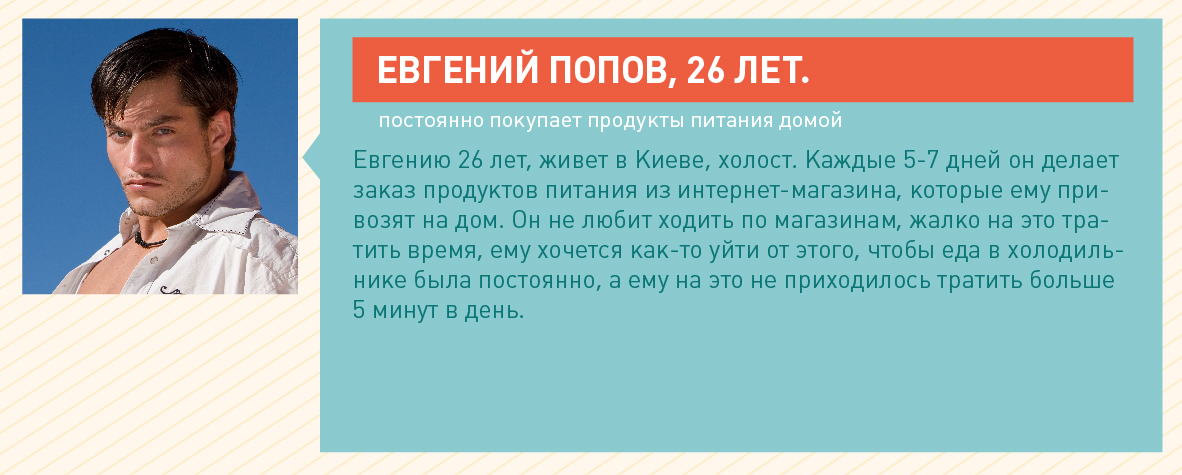 ЕВГЕНИЙ ПОПОВ, 26 ЛЕТ.
постоянно покупает продукты питания домой
Евгению 26 лет, живет в Киеве, холост. Каждые 5-7 дней он делает
заказ продуктов питания из интернет-магазина, которые ему при-
возят на дом. Он не любит ходить по магазинам, жалко на это тра-
тить время, ему хочется как-то уйти от этого, чтобы еда в холодиль-
нике была постоянно, а ему на это не приходилось тратить больше
5 минут в день.